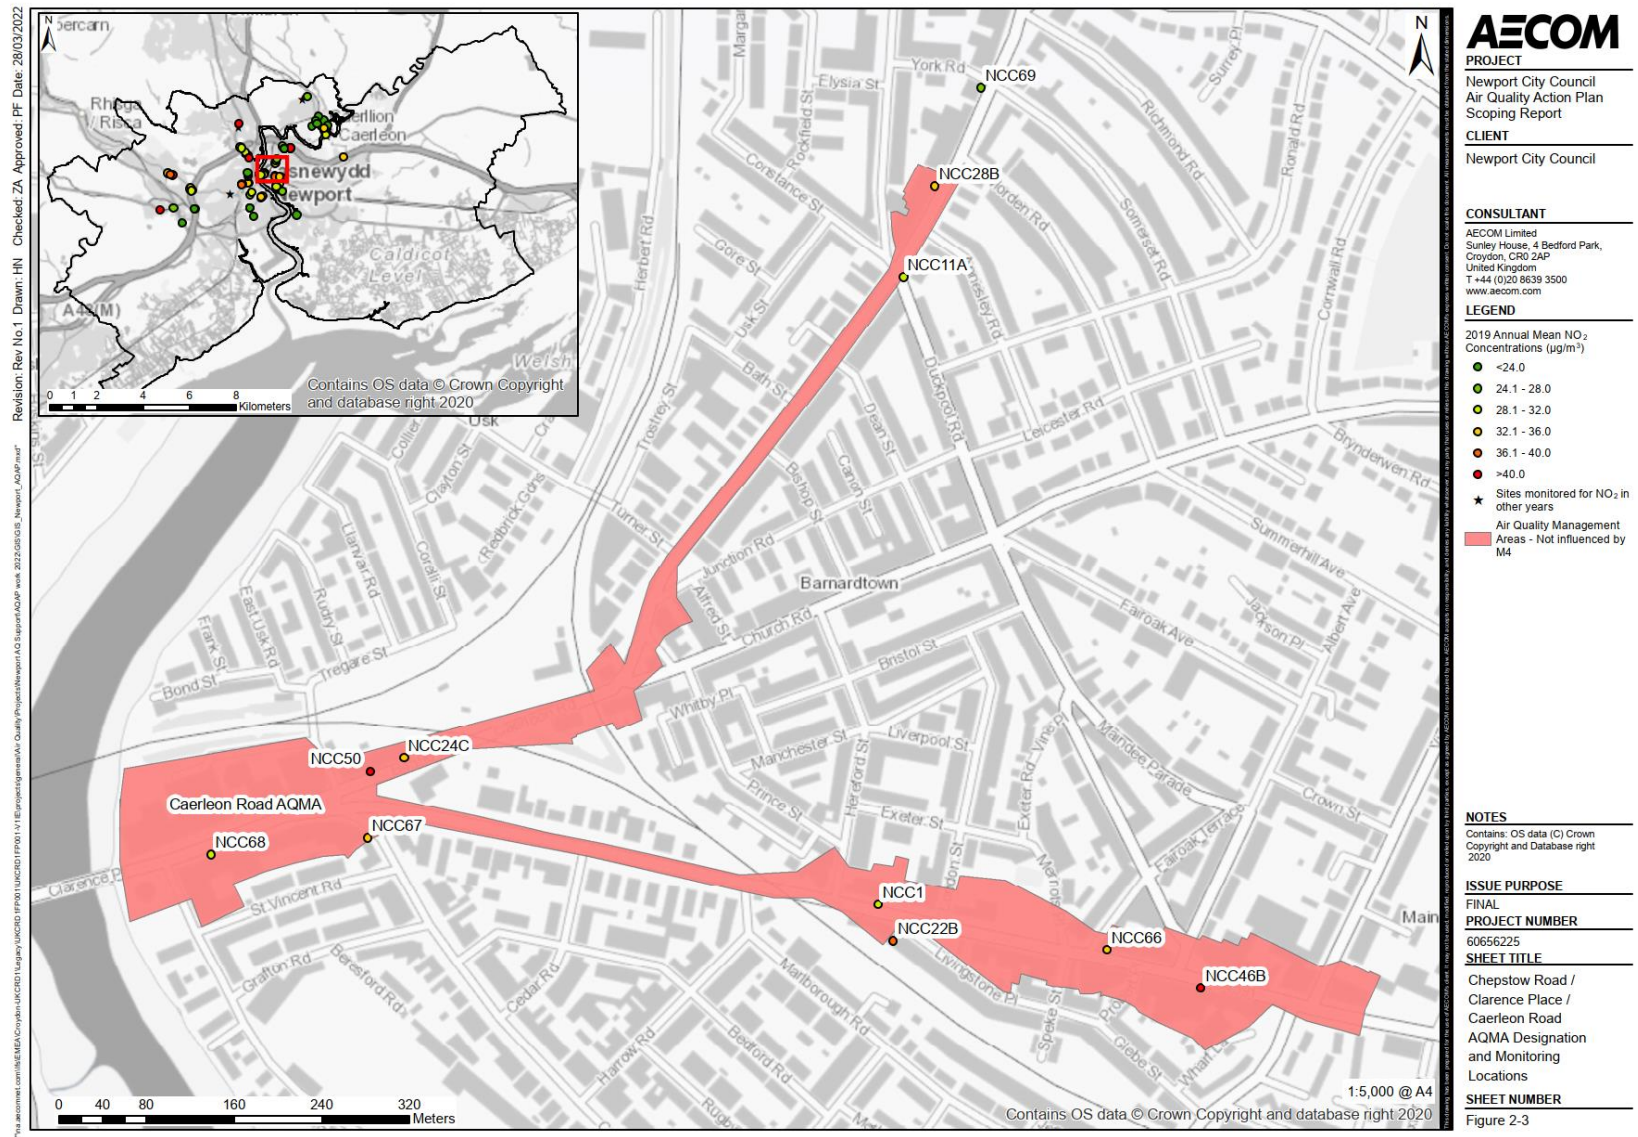 Revision: Rev No.1 Drawn: HN Checked: ZA Approved: PF Date: 28/03/2022
N
Rhisga
/ Risca
Caerleon
Newport
Caldicot
Level
Welsh
0 1 2 4 6 8
Kilometers
Contains OS data © Crown Copyright
and database right 2020
N
York Rd
NCC69
Elysia St
Rockfield St
Surrey Pl
Richmond Rd
Ronald Rd
Constance St
NCC28B
Somerset Rd
Herbert Rd
Gore St
NCC11A
Annesley Rd
Cornwall Rd
Usk St
Bath St
Duckpool Rd
Dean St
Leicester Rd
Trostrey St
Usk
Collier
Clayton St
Brynderwen Rd
Bishop St
Canon St
Redbrick Gdns
Turner St
Llanvar Rd
Corelli St
Junction Rd
Summerhill Ave
Barnardtown
Alfred St
Church Rd
Fairoak Ave
Jackson Pl
Albert Ave
East Usk Rd
Rudry St
Frank St
Tregare St
Bristol St
Bond St
Whitby Pl
Vine Pl
Liverpool St
Manchester St
Maindee Parade
NCC24C
NCC50
Hereford St
Prince St
Exeter Rd
Crown St
Caerleon Road AQMA
Exeter St
NCC67
NCC68
Fairoak Terrace
Clarence P
St Vincent Rd
NCC1
Main
NCC22B
NCC66
Grafton Rd
Beresford Rd
Cedar Rd
Livingstone Pl
NCC46B
Marlborough Rd
Speke St
Harrow Rd
Bedford Rd
Glebe St
0 40 80 160 240 320
Meters
1:5,000 @ A4
Contains OS data © Crown Copyright and database right 2020
AECOM
PROJECT
Newport City Council
Air Quality Action Plan
Scoping Report
CLIENT
Newport City Council
CONSULTANT
AECOM Limited
Sunley House, 4 Bedford Park,
Croydon, CR0 2AP
United Kingdom
T +44 (0)20 8639 3500
www.aecom.com
LEGEND
2019 Annual Mean NO2
Concentrations (µg/m³)
<24.0
24.1 - 28.0
28.1 - 32.0
32.1 - 36.0
36.1 - 40.0
>40.0
Sites monitored for NO2 in
other years
Air Quality Management
Areas - Not influenced by
M4
NOTES
Contains: OS data (C) Crown
Copyright and Database right
2020
ISSUE PURPOSE
FINAL
PROJECT NUMBER
60656225
SHEET TITLE
Chepstow Road /
Clarence Place /
Caerleon Road
AQMA Designation
and Monitoring
Locations
SHEET NUMBER
Figure 2-3